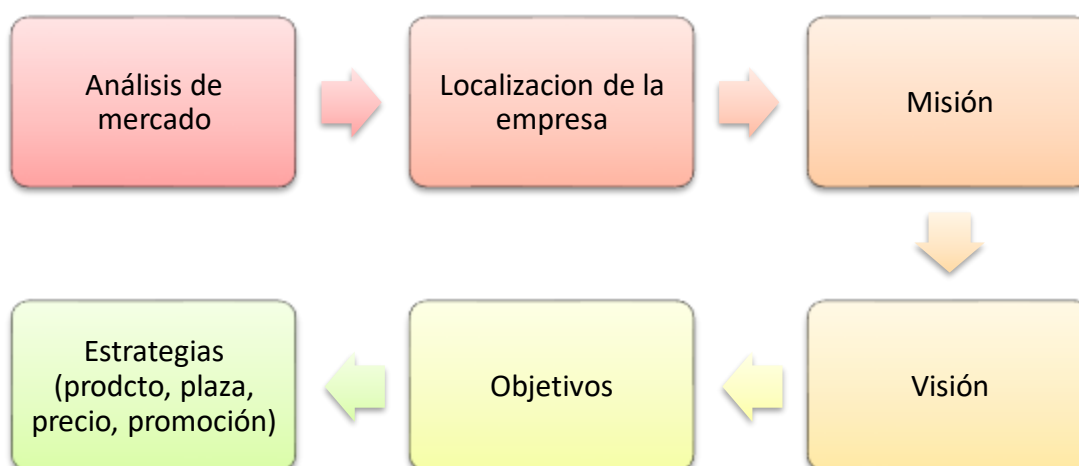 Análisis de
mercado
Localizacion de la
empresa
Misión
Visión
Objetivos
Estrategias
(prodcto, plaza,
precio, promoción)